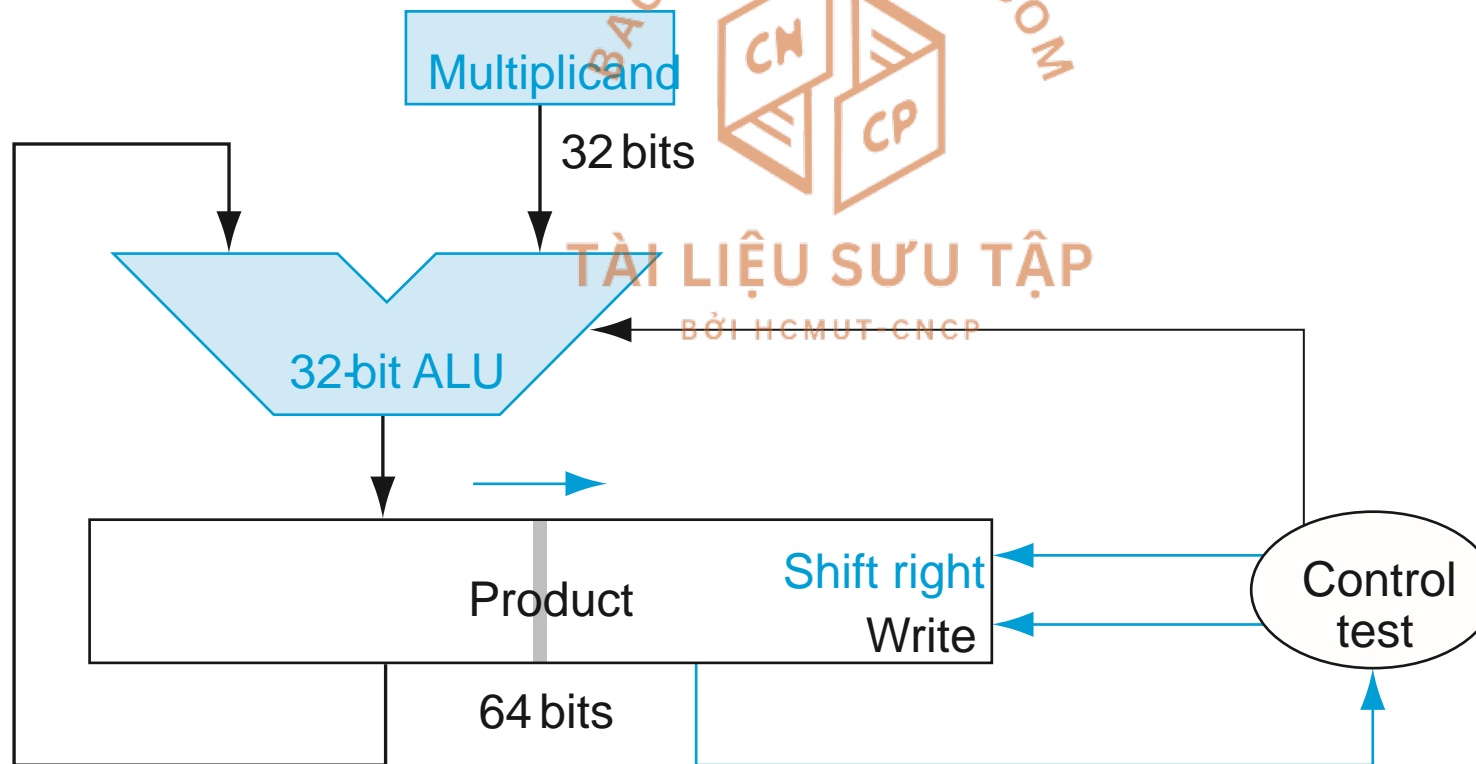 Multiplicand
CN
CP
32 bits
TÀI LIỆU SƯU TẬP
BỞI HCMUT-CNCP
32-bit ALU
Shift right
Product
Write
Control
test
64 bits